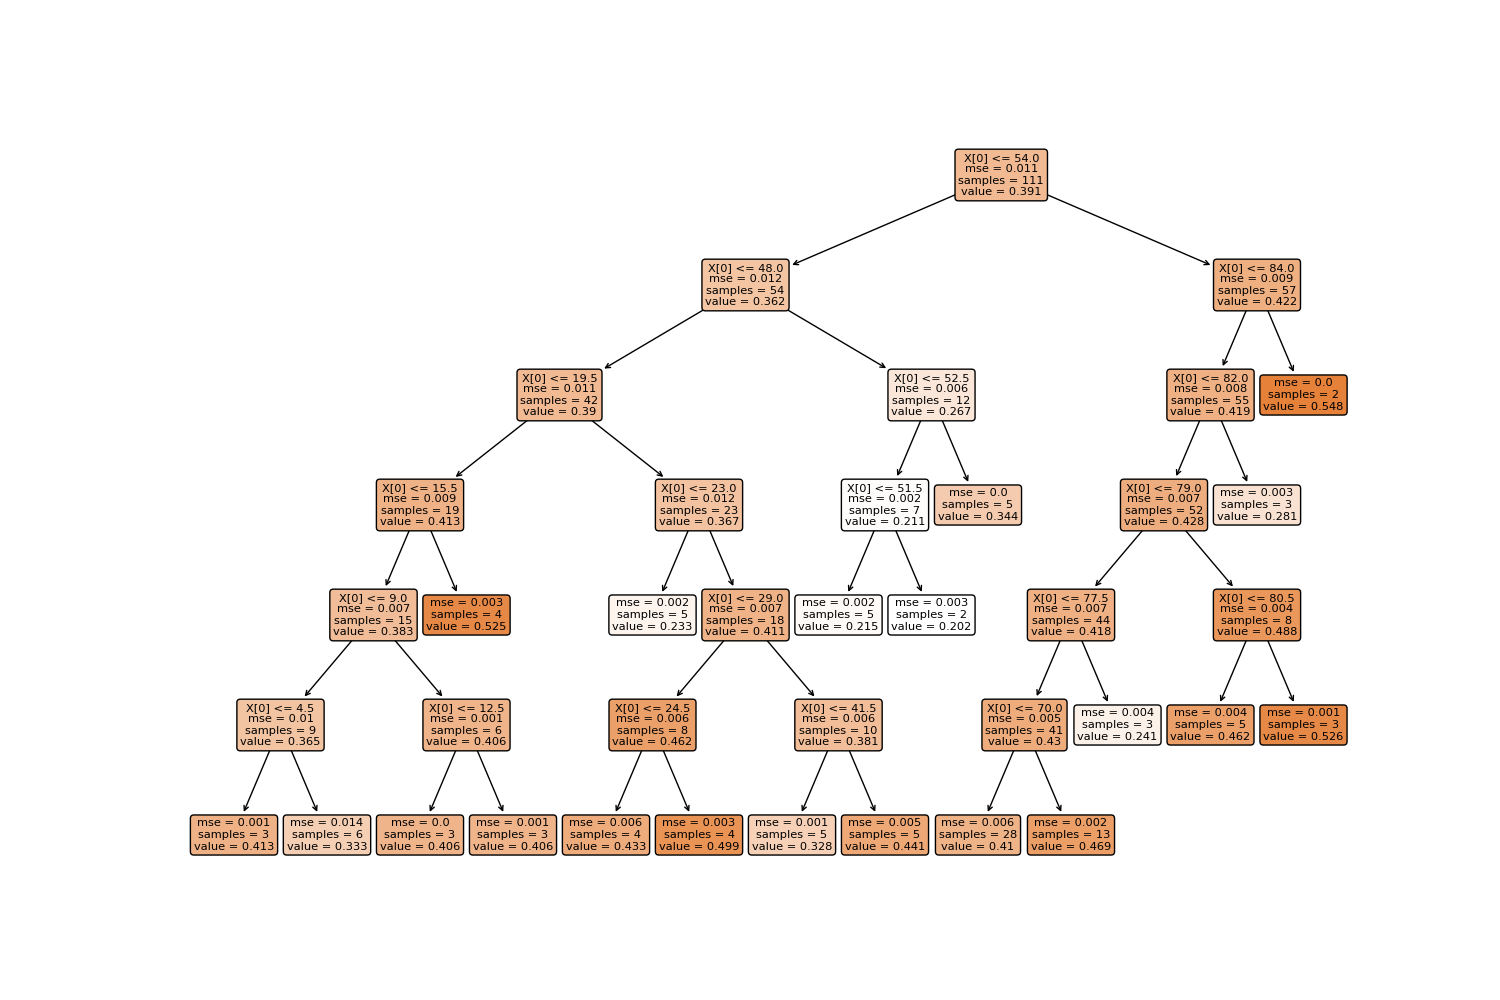 X[0] <= 54.0
mse = 0.011
samples = 111
value = 0.391
X[0] <= 48.0
mse = 0.012
samples = 54
value = 0.362
X[0] <= 84.0
mse = 0.009
samples = 57
value = 0.422
X[0] <= 19.5
mse = 0.011
samples = 42
value = 0.39
X[0] <= 52.5
mse = 0.006
samples = 12
value = 0.267
X[0] <= 82.0
mse = 0.008
samples = 55
value = 0.419
mse = 0.0
samples = 2
value = 0.548
X[0] <= 15.5
mse = 0.009
samples = 19
value = 0.413
X[0] <= 23.0
mse = 0.012
samples = 23
value = 0.367
X[0] <= 51.5
mse = 0.002
samples = 7
value = 0.211
mse = 0.0
samples = 5
value = 0.344
X[0] <= 79.0
mse = 0.007
samples = 52
value = 0.428
mse = 0.003
samples = 3
value = 0.281
X[0] <= 9.0
mse = 0.007
samples = 15
value = 0.383
mse = 0.003
samples = 4
value = 0.525
mse = 0.002
samples = 5
value = 0.233
X[0] <= 29.0
mse = 0.007
samples = 18
value = 0.411
mse = 0.002
samples = 5
value = 0.215
mse = 0.003
samples = 2
value = 0.202
X[0] <= 77.5
mse = 0.007
samples = 44
value = 0.418
X[0] <= 80.5
mse = 0.004
samples = 8
value = 0.488
X[0] <= 4.5
mse = 0.01
samples = 9
value = 0.365
X[0] <= 12.5
mse = 0.001
samples = 6
value = 0.406
X[0] <= 24.5
mse = 0.006
samples = 8
value = 0.462
X[0] <= 41.5
mse = 0.006
samples = 10
value = 0.381
X[0] <= 70.0
mse = 0.005
samples = 41
value = 0.43
mse = 0.004
samples = 3
value = 0.241
mse = 0.004
samples = 5
value = 0.462
mse = 0.001
samples = 3
value = 0.526
mse = 0.001
samples = 3
value = 0.413
mse = 0.014
samples = 6
value = 0.333
mse = 0.0
samples = 3
value = 0.406
mse = 0.001
samples = 3
value = 0.406
mse = 0.006
samples = 4
value = 0.433
mse = 0.003
samples = 4
value = 0.499
mse = 0.001
samples = 5
value = 0.328
mse = 0.005
samples = 5
value = 0.441
mse = 0.006
samples = 28
value = 0.41
mse = 0.002
samples = 13
value = 0.469